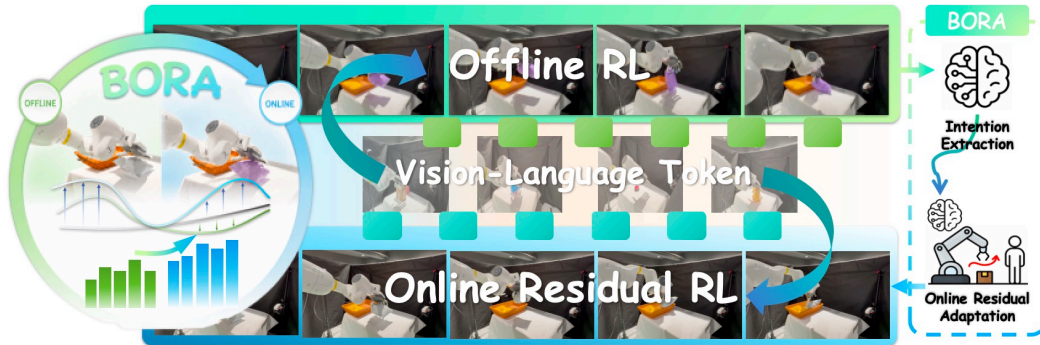 BORA
OFFLINE
ONLINE
Offline RL
Vision-Language Token
Online Residual RL
BORA
Intention
Extraction
Online Residual
Adaptation